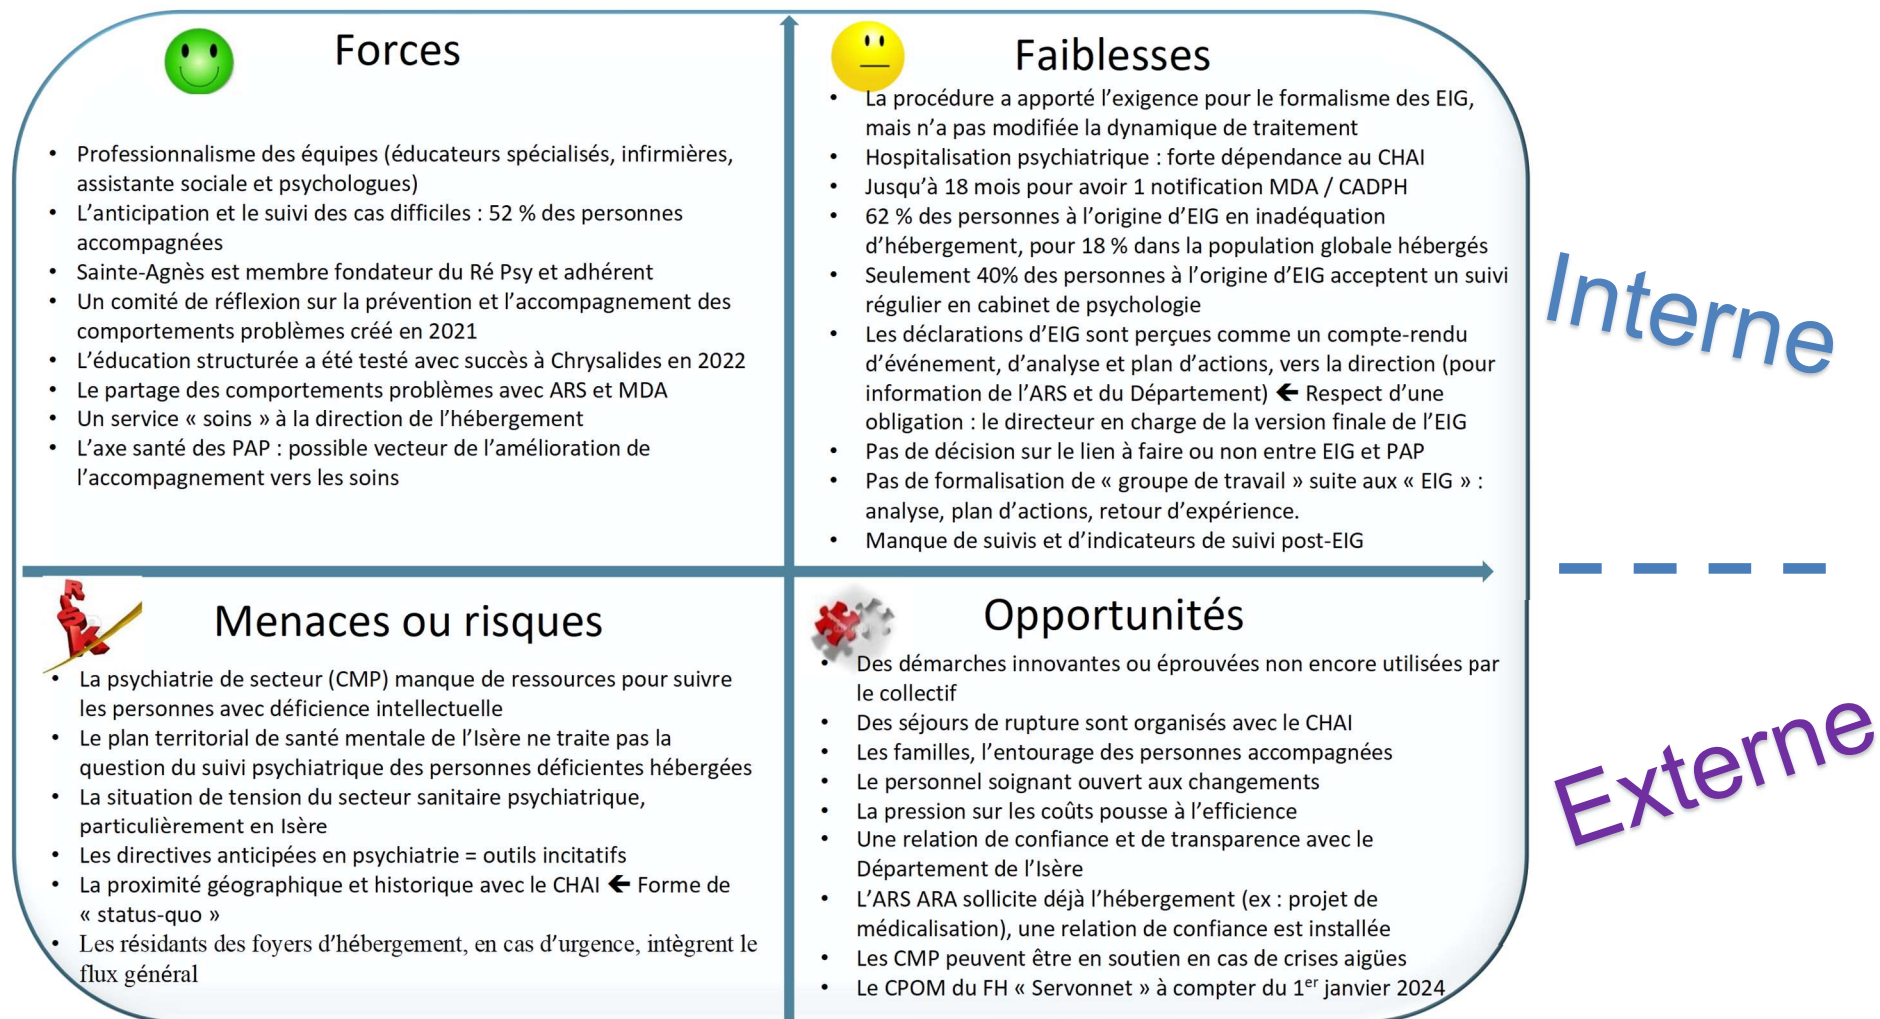 Forces
Professionnalisme des équipes (éducateurs spécialisés, infirmières,
assistante sociale et psychologues)
L’anticipation et le suivi des cas difficiles : 52 % des personnes
accompagnées
Sainte-Agnès est membre fondateur du Ré Psy et adhérent
Un comité de réflexion sur la prévention et l’accompagnement des
comportements problèmes créé en 2021
L’éducation structurée a été testé avec succès à Chrysalides en 2022
Le partage des comportements problèmes avec ARS et MDA
Un service « soins » à la direction de l’hébergement
L’axe santé des PAP : possible vecteur de l’amélioration de
l’accompagnement vers les soins
Faiblesses
La procédure a apporté l’exigence pour le formalisme des EIG,
mais n’a pas modifiée la dynamique de traitement
Hospitalisation psychiatrique : forte dépendance au CHAI
Jusqu’à 18 mois pour avoir 1 notification MDA / CADPH
62 % des personnes à l’origine d’EIG en inadéquation
d’hébergement, pour 18 % dans la population globale hébergés
Seulement 40% des personnes à l’origine d’EIG acceptent un suivi
régulier en cabinet de psychologie
Les déclarations d’EIG sont perçues comme un compte-rendu
d’événement, d’analyse et plan d’actions, vers la direction (pour
information de l’ARS et du Département) 🡰 Respect d’une
obligation : le directeur en charge de la version finale de l’EIG
Pas de décision sur le lien à faire ou non entre EIG et PAP
Pas de formalisation de « groupe de travail » suite aux « EIG » :
analyse, plan d’actions, retour d’expérience.
Manque de suivis et d’indicateurs de suivi post-EIG
Interne
RISK
Menaces ou risques
La psychiatrie de secteur (CMP) manque de ressources pour suivre
les personnes avec déficience intellectuelle
Le plan territorial de santé mentale de l’Isère ne traite pas la
question du suivi psychiatrique des personnes déficientes hébergées
La situation de tension du secteur sanitaire psychiatrique,
particulièrement en Isère
Les directives anticipées en psychiatrie = outils incitatifs
La proximité géographique et historique avec le CHAI 🡰 Forme de
« status-quo »
Les résidants des foyers d’hébergement, en cas d’urgence, intègrent le
flux général
Opportunités
Des démarches innovantes ou éprouvées non encore utilisées par
le collectif
Des séjours de rupture sont organisés avec le CHAI
Les familles, l’entourage des personnes accompagnées
Le personnel soignant ouvert aux changements
La pression sur les coûts pousse à l’efficience
Une relation de confiance et de transparence avec le
Département de l’Isère
L’ARS ARA sollicite déjà l’hébergement (ex : projet de
médicalisation), une relation de confiance est installée
Les CMP peuvent être en soutien en cas de crises aigües
Le CPOM du FH « Servonnet » à compter du 1er janvier 2024
Externe